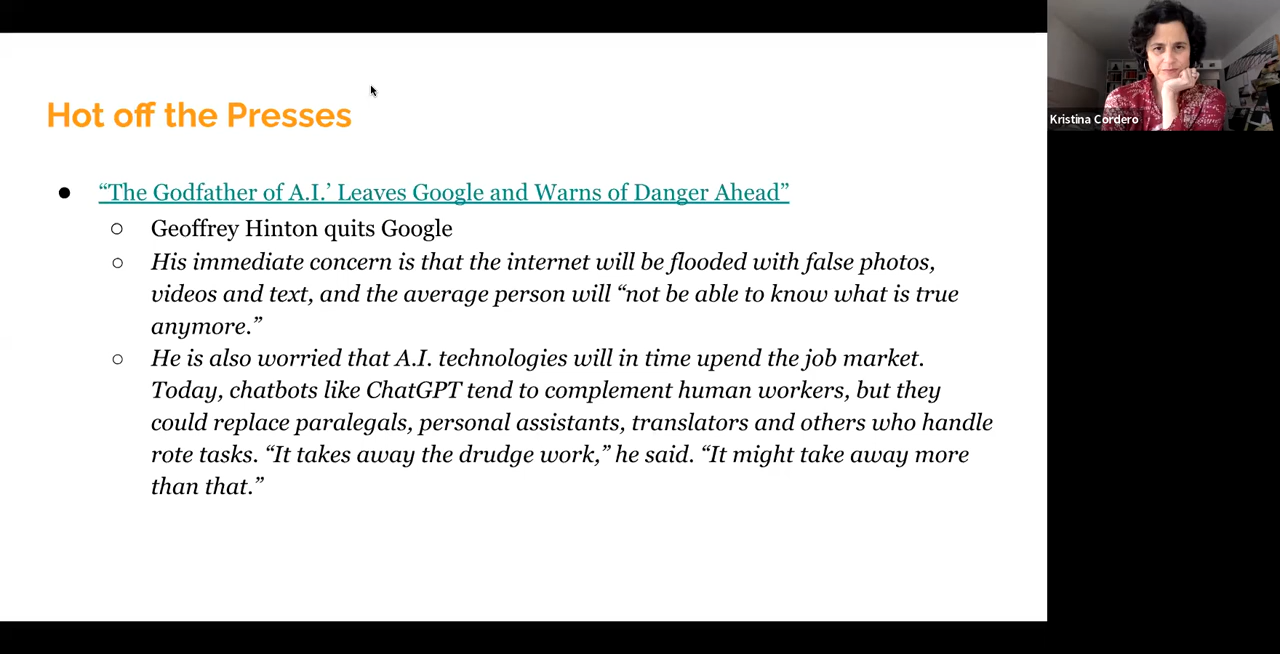 Hot off the Presses
“The Godfather of A.I.’ Leaves Google and Warns of Danger Ahead”
Geoffrey Hinton quits Google
His immediate concern is that the internet will be flooded with false photos,
videos and text, and the average person will “not be able to know what is true
anymore.”
He is also worried that A.I. technologies will in time upend the job market.
Today, chatbots like ChatGPT tend to complement human workers, but they
could replace paralegals, personal assistants, translators and others who handle
rote tasks. “It takes away the drudge work,” he said. “It might take away more
than that.”
Kristina Cordero